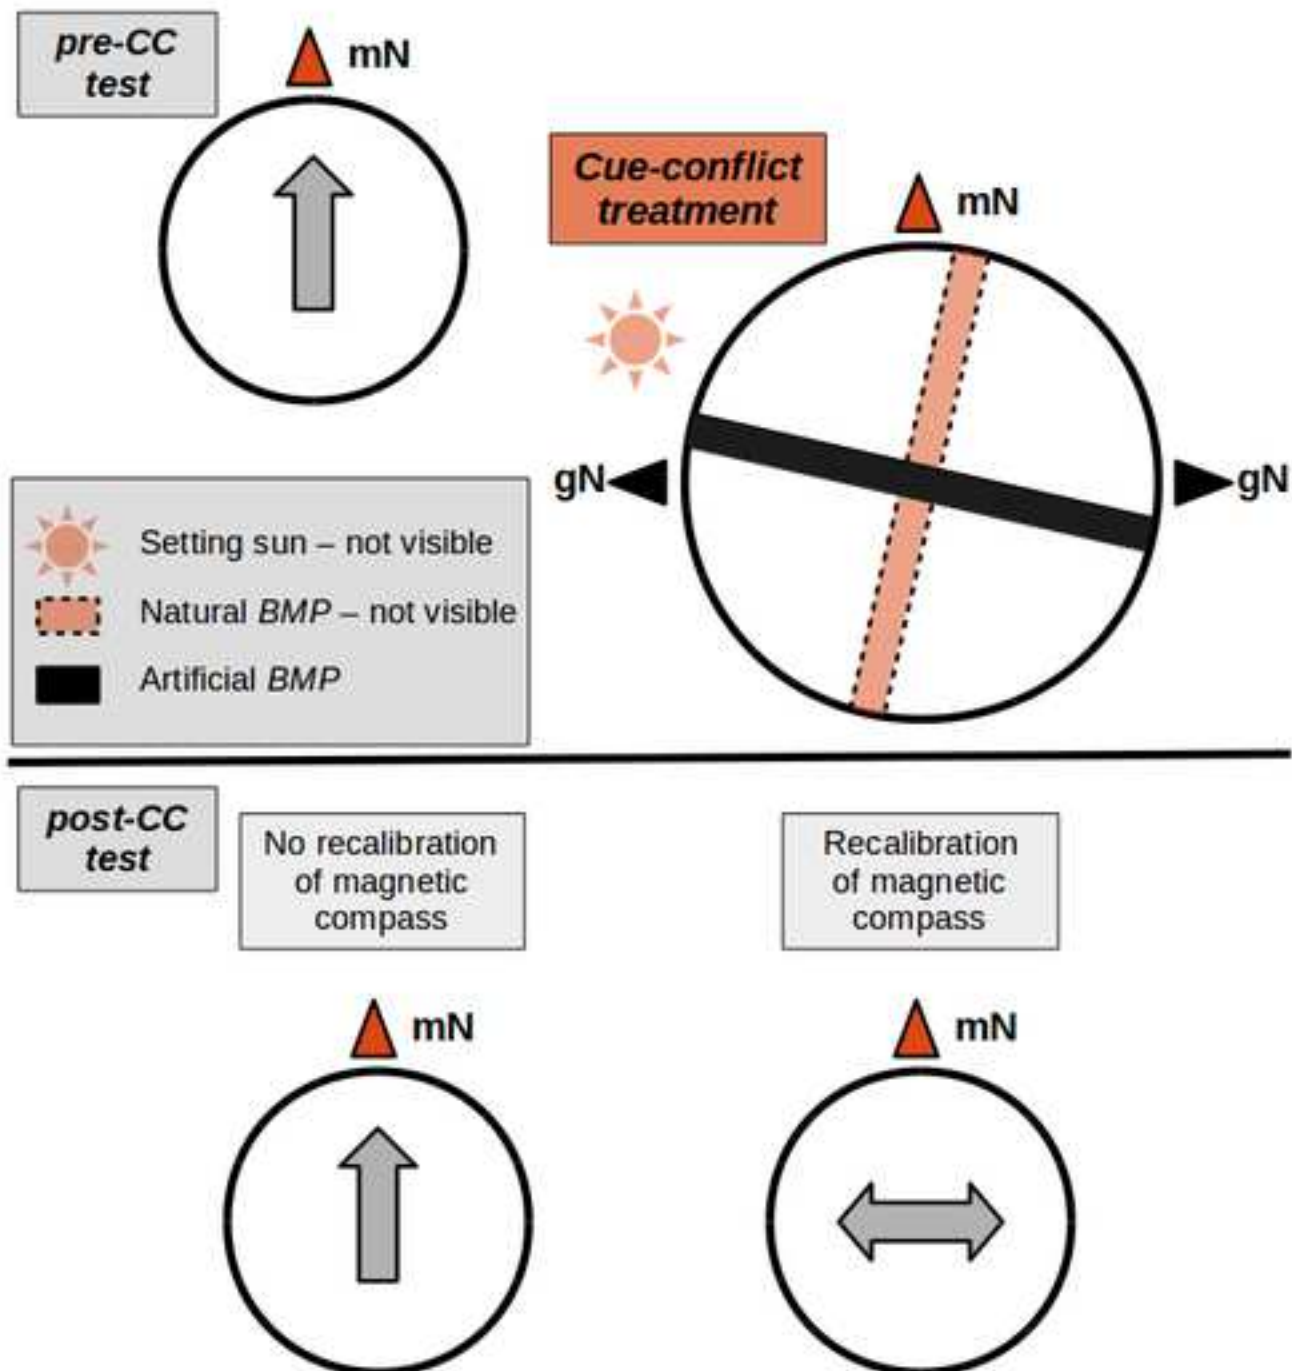 pre-CC
test
mN
Cue-conflict
treatment
mN
gN
gN
Setting sun – not visible
Natural BMP – not visible
Artificial BMP
post-CC
test
No recalibration
of magnetic
compass
Recalibration
of magnetic
compass
mN
mN